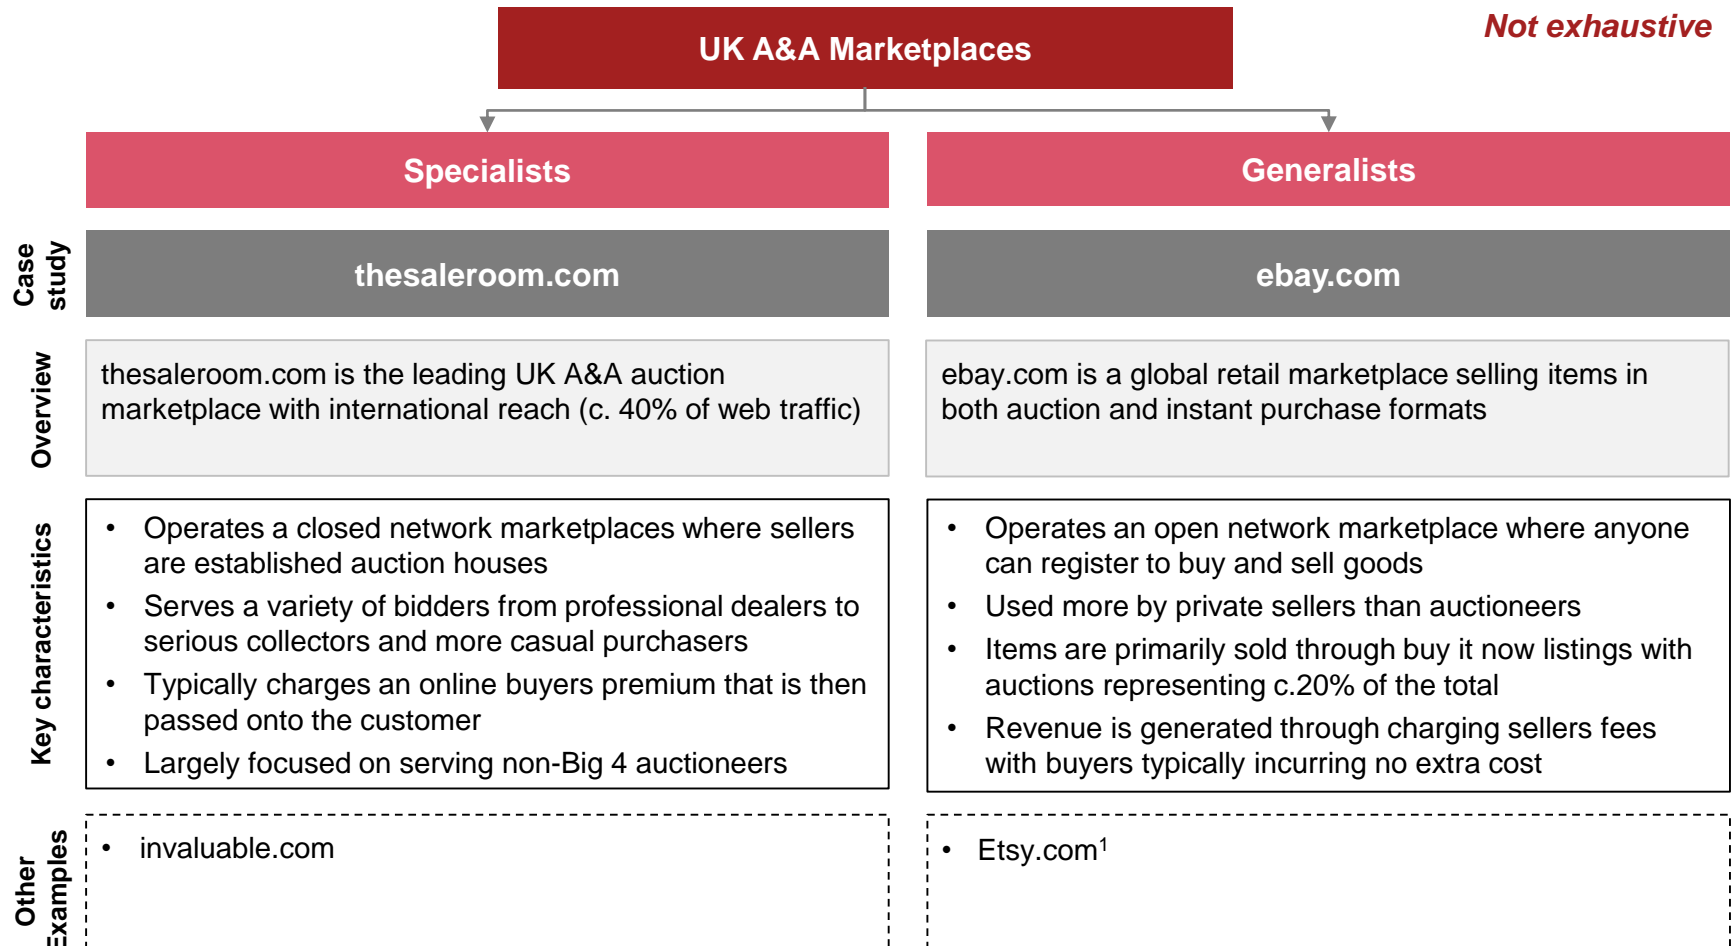 UK A&A Marketplaces
Not exhaustive
Specialists
Generalists
Case
study
thesaleroom.com
ebay.com
Overview
thesaleroom.com is the leading UK A&A auction
marketplace with international reach (c. 40% of web traffic)
ebay.com is a global retail marketplace selling items in
both auction and instant purchase formats
Key characteristics
• Operates a closed network marketplaces where sellers
are established auction houses
• Serves a variety of bidders from professional dealers to
serious collectors and more casual purchasers
• Typically charges an online buyers premium that is then
passed onto the customer
• Largely focused on serving non-Big 4 auctioneers
• Operates an open network marketplace where anyone
can register to buy and sell goods
• Used more by private sellers than auctioneers
• Items are primarily sold through buy it now listings with
auctions representing c.20% of the total
• Revenue is generated through charging sellers fees
with buyers typically incurring no extra cost
Other
Examples
• invaluable.com
• Etsy.com¹